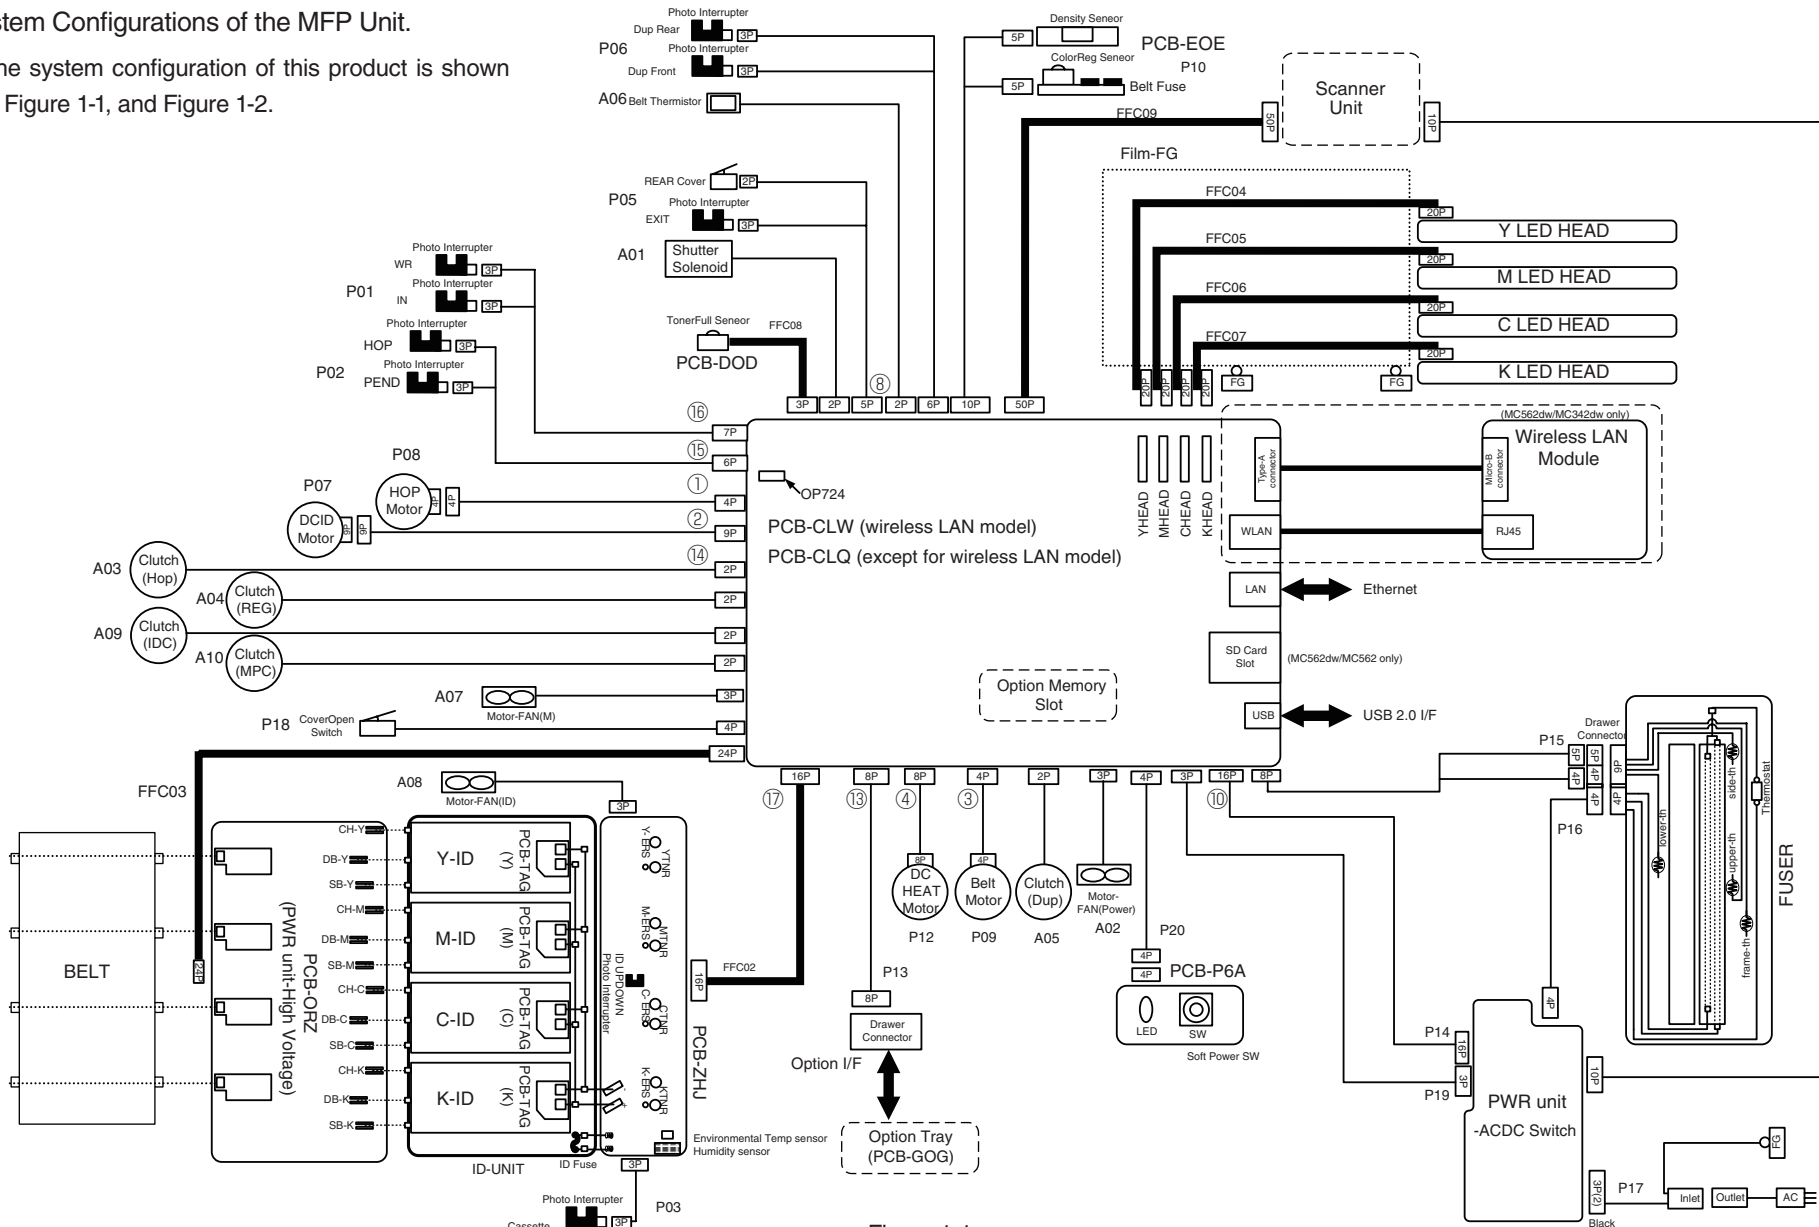 stem Configurations of the MFP Unit.
ne system configuration of this product is shown
Figure 1-1, and Figure 1-2.
Photo Interrupter
Dup Rear
3P
P06
Photo Interrupter
Dup Front
3P
A06 Belt Thermistor
REAR Cover
2P
P05
Photo Interrupter
EXIT
3P
A01
Shutter
Solenoid
TonerFull Seneor
FFC08
PCB-DOD
Density Seneor
5P
PCB-EOE
ColorReg Seneor
P10
5P
Belt Fuse
FFC09
50P
Scanner
Unit
10P
Film-FG
FFC04
20P
Y LED HEAD
FFC05
20P
M LED HEAD
FFC06
20P
C LED HEAD
FFC07
20P
K LED HEAD
FG
FG
20P
20P
20P
20P
Photo Interrupter
WR
3P
P01
Photo Interrupter
IN
3P
Photo Interrupter
HOP
3P
P02
Photo Interrupter
PEND
3P
⑧
3P
2P
5P
2P
6P
10P
50P
⑯
7P
⑮
6P
①
4P
②
9P
⑭
2P
2P
2P
2P
3P
4P
24P
P08
HOP
Motor
4P
4P
P07
DCID
Motor
9P
9P
A03
Clutch
(Hop)
A04
Clutch
(REG)
A09
Clutch
(IDC)
A10
Clutch
(MPC)
A07
Motor-FAN(M)
P18
CoverOpen
Switch
OP724
PCB-CLW (wireless LAN model)
PCB-CLQ (except for wireless LAN model)
YHEAD
MHEAD
CHEAD
KHEAD
(MC562dw/MC342dw only)
Type-A
connector
Micro-B
connector
Wireless LAN
Module
WLAN
RJ45
LAN
Ethernet
SD Card
Slot
(MC562dw/MC562 only)
Option Memory
Slot
USB
USB 2.0 I/F
16P
8P
8P
4P
2P
3P
4P
3P
16P
8P
⑰
⑬
④
③
⑩
FFC03
A08
Motor-FAN(ID)
3P
BELT
24P
PCB-ORZ
(PWR unit-High Voltage)
CH-Y
DB-Y
SB-Y
CH-M
DB-M
SB-M
CH-C
DB-C
SB-C
CH-K
DB-K
SB-K
Y-ID
PCB-TAG
(Y)
M-ID
PCB-TAG
(M)
C-ID
PCB-TAG
(C)
K-ID
PCB-TAG
(K)
-
+
ID-UNIT
ID Fuse
Y-ERS
YTNR
M-ERS
MTNR
ID UPDOWN
Photo Interrupter
C-ERS
CTNR
K-ERS
KTNR
16P
FFC02
PCB-ZHJ
Environmental Temp sensor
Humidity sensor
3P
P03
Photo Interrupter
Cassette
3P
P13
8P
Drawer
Connector
Option I/F
Option Tray
(PCB-GOG)
8P
DC
HEAT
Motor
P12
4P
Belt
Motor
P09
Clutch
(Dup)
A05
Motor-
FAN(Power)
A02
P20
4P
4P
PCB-P6A
LED
SW
Soft Power SW
Drawer
Connector
P15
5P
5P
4P
4P
9P
4P
4P
P16
lower-th
side-th
upper-th
frame-th
Thermostat
FUSER
4P
P14
16P
P19
3P
10P
PWR unit
-ACDC Switch
3P(2)
P17
Black
FG
Inlet
Outlet
AC